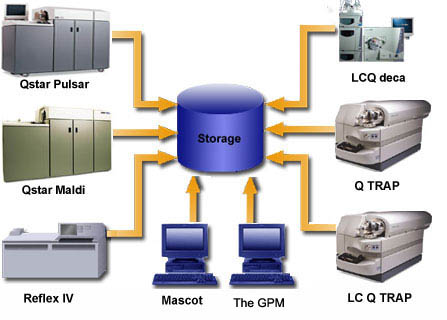 Qstar Pulsar
LCQ deca
Storage
Qstar Maldi
Q TRAP
Reflex IV
Mascot
The GPM
LC Q TRAP